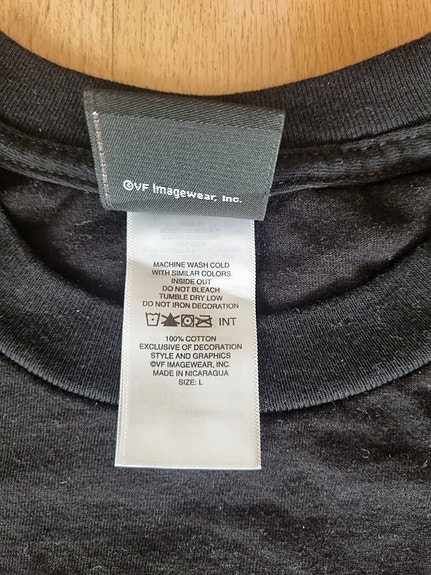 ©VF Imagewear, Inc.
MACHINE WASH COLD
WITH SIMILAR COLORS
INSIDE OUT
DO NOT BLEACH
TUMBLE DRY LOW
DO NOT IRON DECORATION
INT
100% COTTON
EXCLUSIVE OF DECORATION
STYLE AND GRAPHICS
©VF IMAGEWEAR, INC.
MADE IN NICARAGUA
SIZE: L